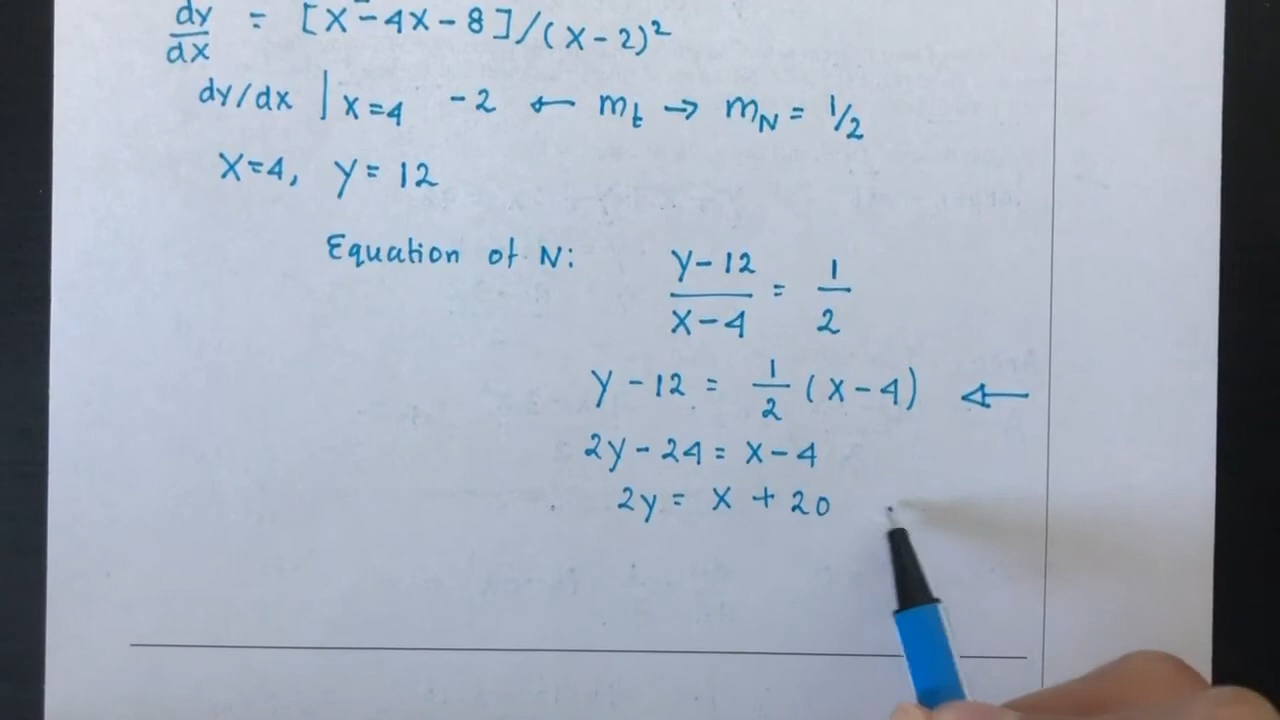 dy/dx = [x - 4x - 8]/(x - 2)²
dy/dx | x=4 -2 ← mt → mN = 1/2
x=4, y = 12
Equation of N: y-12/x-4 = 1/2
y - 12 = 1/2 (x - 4) ←
2y - 24 = x - 4
2y = x + 20